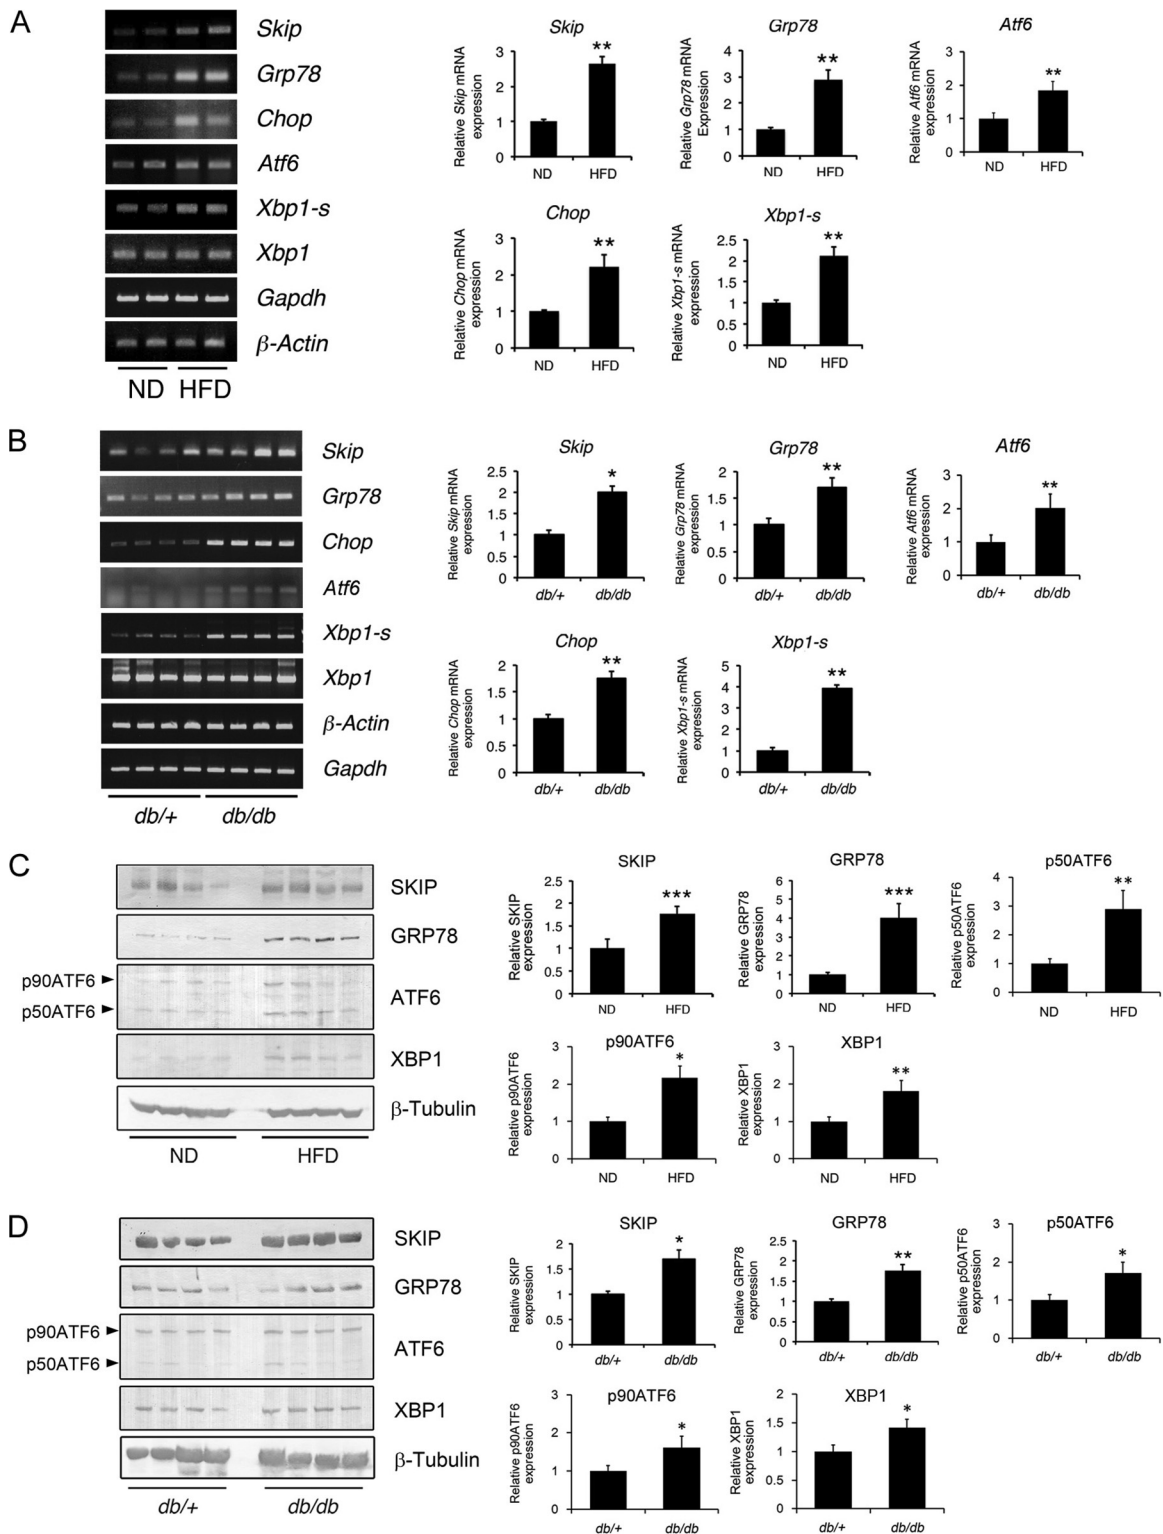 A
Skip
Grp78
Chop
Atf6
Xbp1-s
Xbp1
Gapdh
β-Actin
ND HFD
Skip
Relative Skip mRNA
expression
3
2
1
0
**
ND HFD
Grp78
Relative Grp78 mRNA
Expression
4
3
2
1
0
**
ND HFD
Atf6
Relative Atf6 mRNA
expression
3
2
1
0
**
ND HFD
Chop
Relative Chop mRNA
expression
3
2
1
0
**
ND HFD
Xbp1-s
Relative Xbp1-s mRNA
expression
2.5
2
1.5
1
0.5
0
**
ND HFD
B
Skip
Grp78
Chop
Atf6
Xbp1-s
Xbp1
β-Actin
Gapdh
db/+ db/db
Skip
Relative Skip mRNA
expression
2.5
2
1.5
1
0.5
0
*
db/+ db/db
Grp78
Relative Grp78 mRNA
expression
2
1.5
1
0.5
0
**
db/+ db/db
Atf6
Relative Atf6 mRNA
expression
3
2
1
0
**
db/+ db/db
Chop
Relative Chop mRNA
expression
2
1.5
1
0.5
0
**
db/+ db/db
Xbp1-s
Relative Xbp1-s mRNA
expression
5
4
3
2
1
0
**
db/+ db/db
C
SKIP
GRP78
p90ATF6
p50ATF6
ATF6
XBP1
β-Tubulin
ND HFD
SKIP
Relative SKIP
expression
2.5
2
1.5
1
0.5
0
***
ND HFD
GRP78
Relative GRP78
expression
6
5
4
3
2
1
0
***
ND HFD
p50ATF6
Relative p50ATF6
expression
4
3
2
1
0
**
ND HFD
p90ATF6
Relative p90ATF6
expression
3
2
1
0
*
ND HFD
XBP1
Relative XBP1
expression
3
2
1
0
**
ND HFD
D
SKIP
GRP78
p90ATF6
p50ATF6
ATF6
XBP1
β-Tubulin
db/+ db/db
SKIP
Relative SKIP
expression
2
1.5
1
0.5
0
*
db/+ db/db
GRP78
Relative GRP78
expression
2.5
2
1.5
1
0.5
0
**
db/+ db/db
p50ATF6
Relative p50ATF6
expression
3
2
1
0
*
db/+ db/db
p90ATF6
Relative p90ATF6
expression
3
2
1
0
*
db/+ db/db
XBP1
Relative XBP1
expression
2
1.5
1
0.5
0
*
db/+ db/db